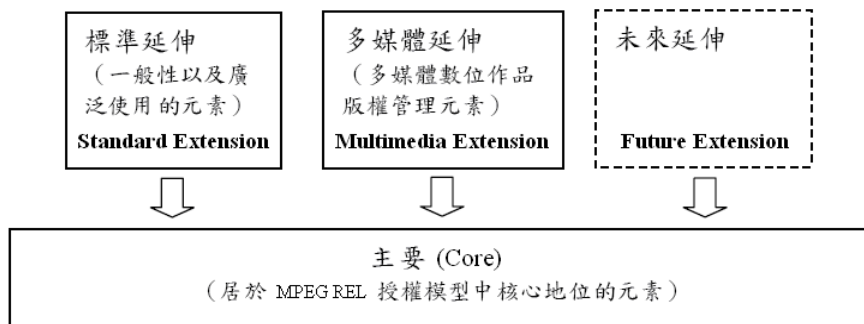 標準延伸
（一般性以及廣
泛使用的元素）
Standard Extension
多媒體延伸
（多媒體數位作品
版權管理元素）
Multimedia Extension
未來延伸
Future Extension
主要 (Core)
（居於 MPEG REL 授權模型中核心地位的元素）